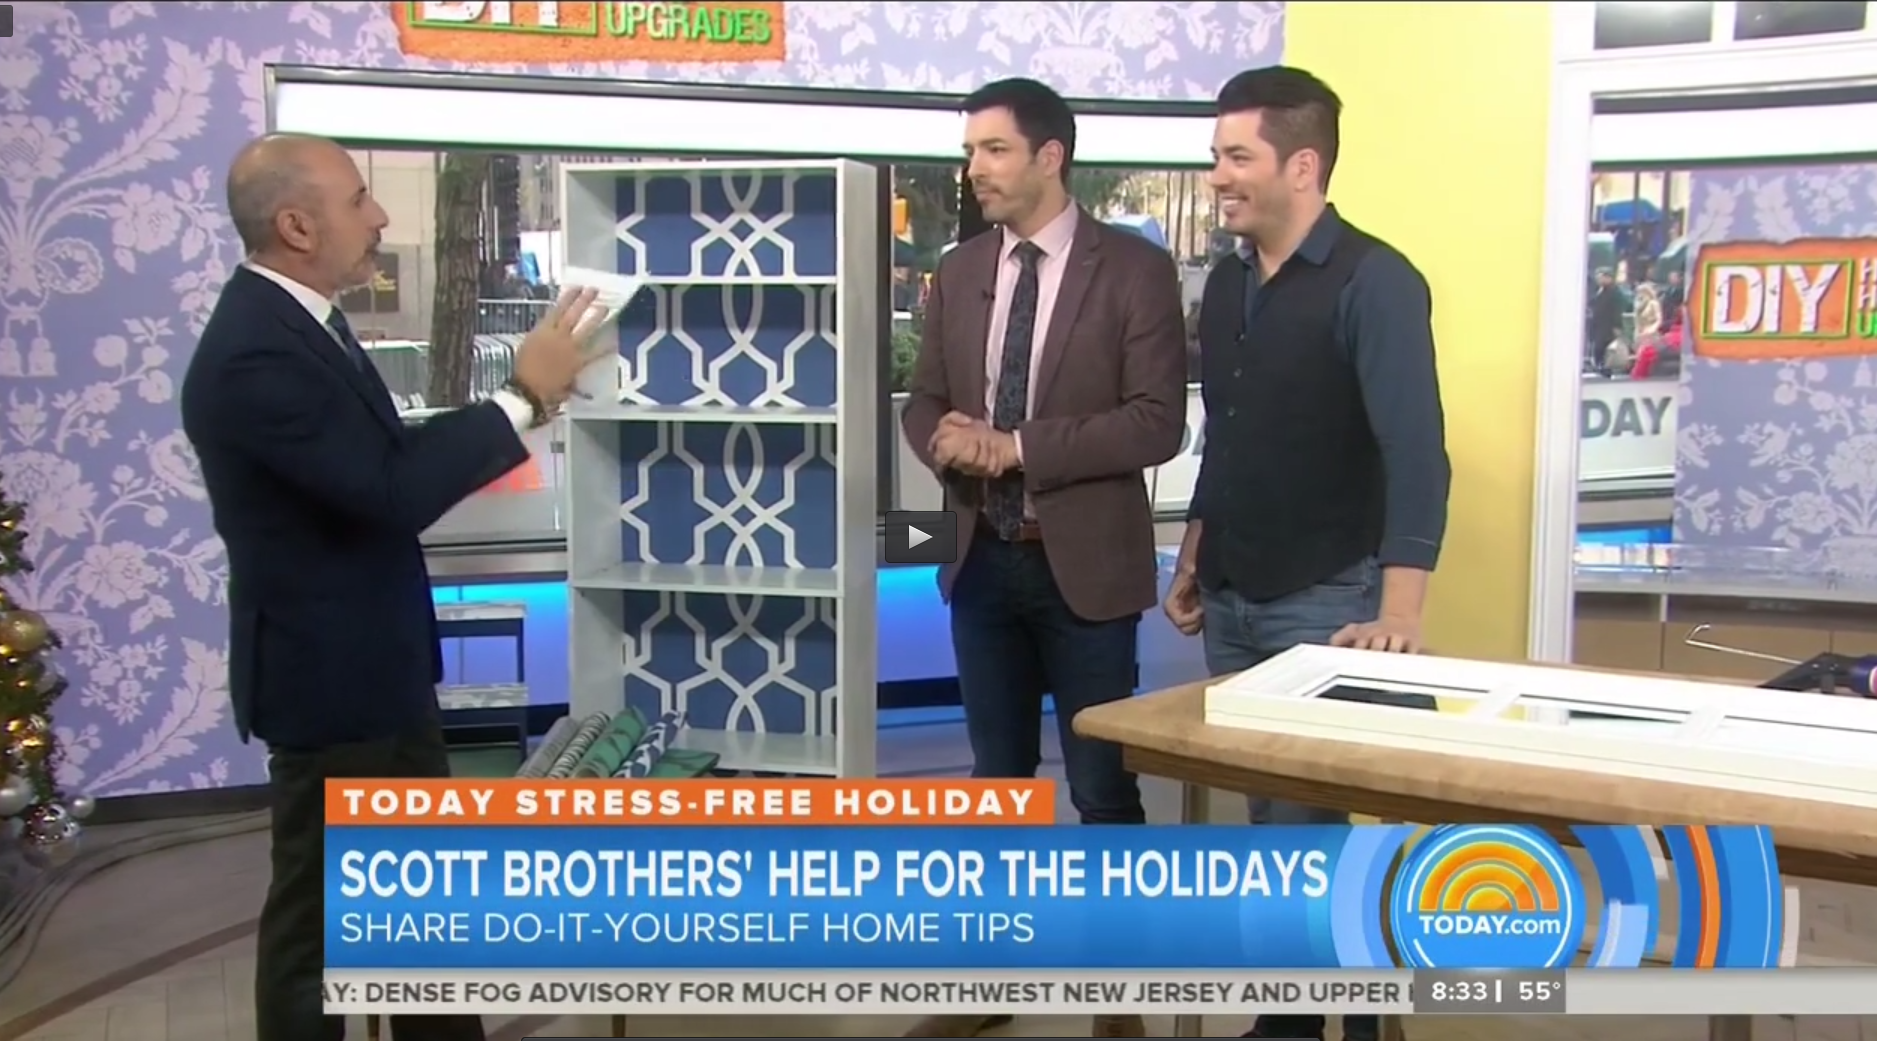 UPGRADES
DIY
DAY
TODAY STRESS-FREE HOLIDAY
SCOTT BROTHERS' HELP FOR THE HOLIDAYS
SHARE DO-IT-YOURSELF HOME TIPS
TODAY.com
AY: DENSE FOG ADVISORY FOR MUCH OF NORTHWEST NEW JERSEY AND UPPER
8:33 | 55°